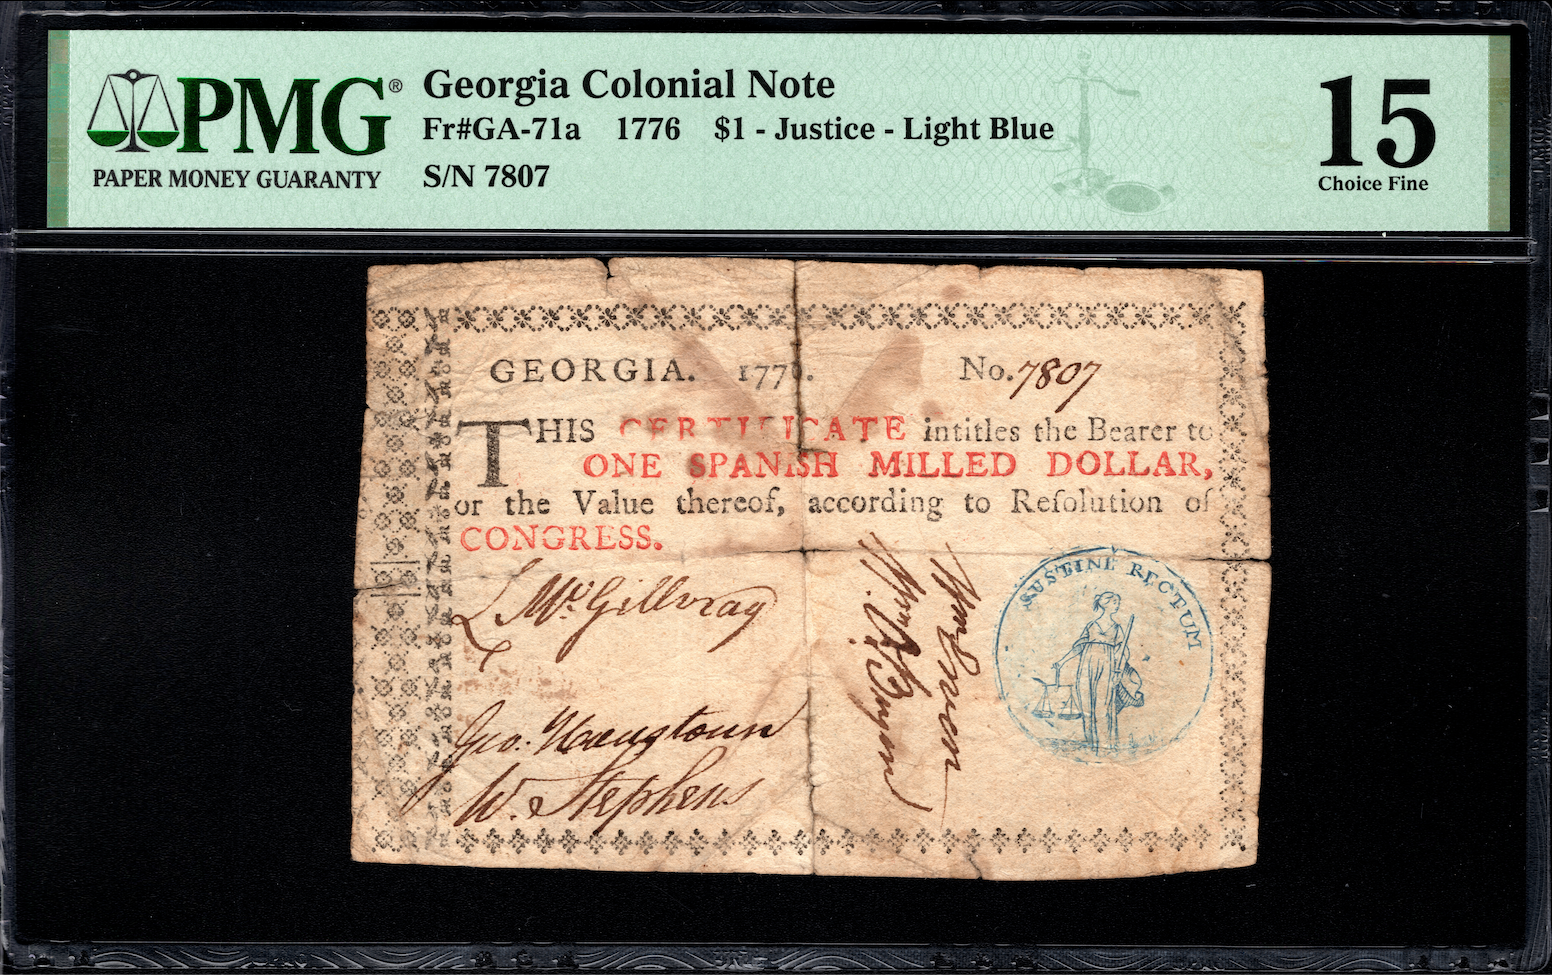 PMG®
PAPER MONEY GUARANTY
Georgia Colonial Note
Fr#GA-71a 1776 $1 - Justice - Light Blue
S/N 7807
15
Choice Fine
GEORGIA. 1776. No. 7807
THIS CERTIFICATE intitles the Bearer to
ONE SPANISH MILLED DOLLAR,
or the Value thereof, according to Reſolution of
CONGRESS.
L McGillvray
Geo. Houstoun
W. Stephens
SUSTINE RECTUM